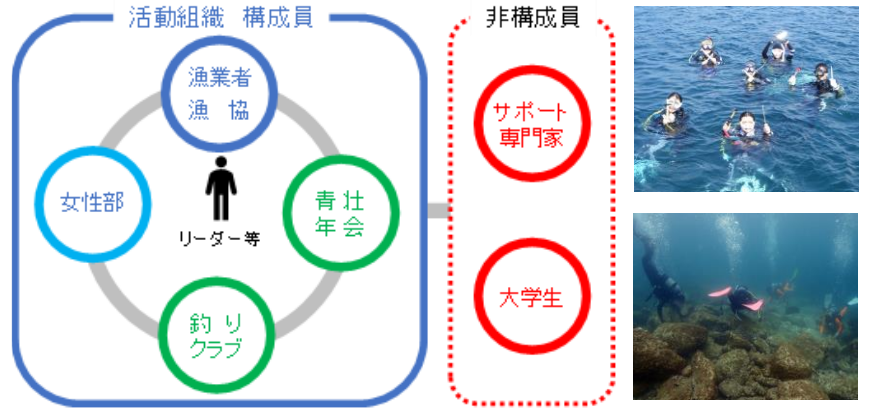 活動組織 構成員
漁業者
漁 協
女性部
リーダー等
青 壮
年 会
釣 り
クラブ
非構成員
サポート
専門家
大学生